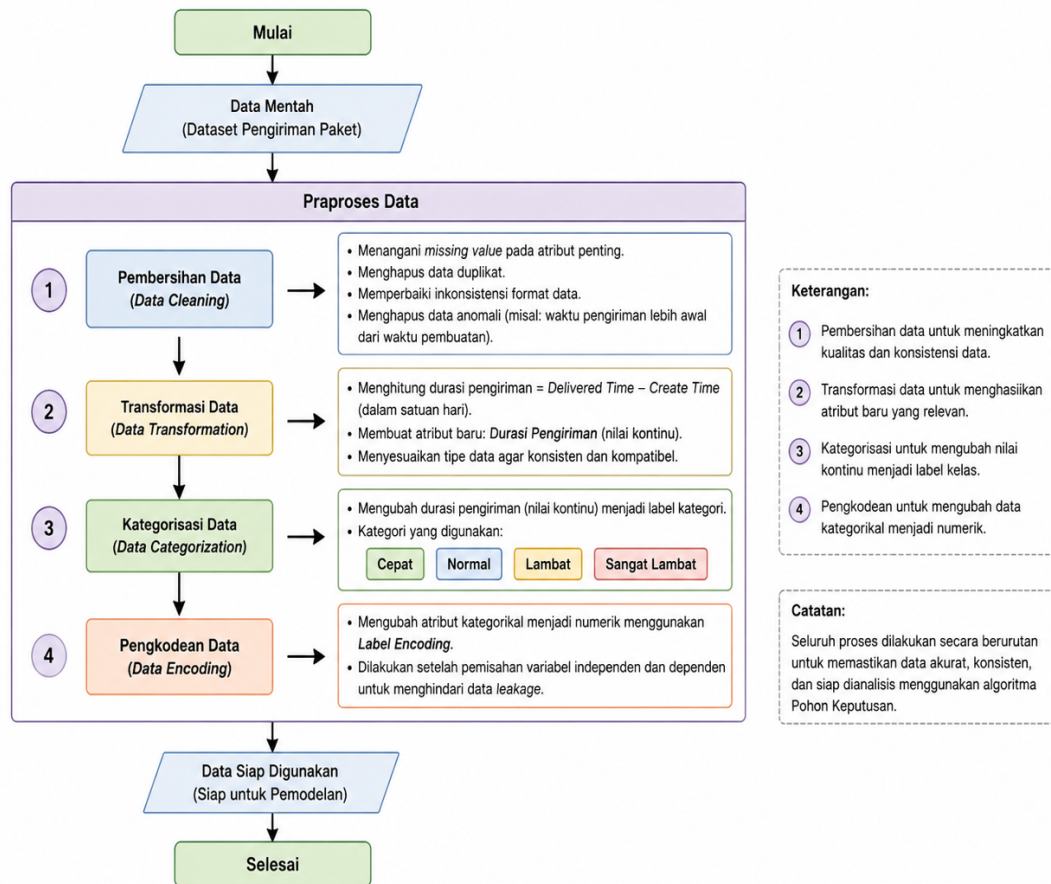 Mulai
Data Mentah
(Dataset Pengiriman Paket)
Praproses Data
1
Pembersihan Data
(Data Cleaning)
• Menangani missing value pada atribut penting.
• Menghapus data duplikat.
• Memperbaiki inkonsistensi format data.
• Menghapus data anomali (misal: waktu pengiriman lebih awal
dari waktu pembuatan).
2
Transformasi Data
(Data Transformation)
• Menghitung durasi pengiriman = Delivered Time – Create Time
(dalam satuan hari).
• Membuat atribut baru: Durasi Pengiriman (nilai kontinu).
• Menyesuaikan tipe data agar konsisten dan kompatibel.
3
Kategorisasi Data
(Data Categorization)
• Mengubah durasi pengiriman (nilai kontinu) menjadi label kategori.
• Kategori yang digunakan:
Cepat
Normal
Lambat
Sangat Lambat
4
Pengkodean Data
(Data Encoding)
• Mengubah atribut kategorikal menjadi numerik menggunakan
Label Encoding.
• Dilakukan setelah pemisahan variabel independen dan dependen
untuk menghindari data leakage.
Data Siap Digunakan
(Siap untuk Pemodelan)
Selesai
Keterangan:
1 Pembersihan data untuk meningkatkan
kualitas dan konsistensi data.
2 Transformasi data untuk menghasiikan
atribut baru yang relevan.
3 Kategorisasi untuk mengubah nilai
kontinu menjadi label kelas.
4 Pengkodean untuk mengubah data
kategorikal menjadi numerik.
Catatan:
Seluruh proses dilakukan secara berurutan
untuk memastikan data akurat, konsisten,
dan siap dianalisis menggunakan algoritma
Pohon Keputusan.